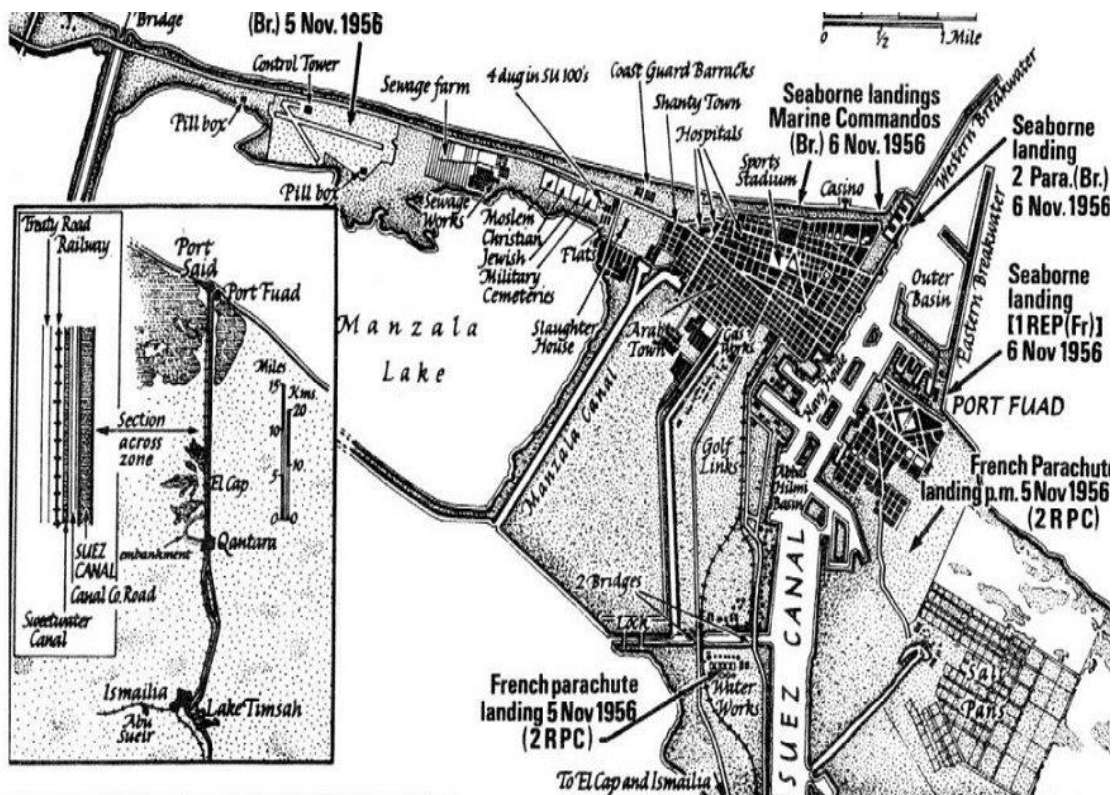 Bridge
(Br.) 5 Nov. 1956
Control Tower
Pill box
Pill box
Sewage farm
Sewage
Works
4 dug in SU 100's
Coast Guard Barracks
Shanty Town
Hospitals
Sports
Stadium
Casino
0 ½ 1 Mile
Seaborne landings
Marine Commandos
(Br.) 6 Nov. 1956
Western Breakwater
Seaborne
landing
2 Para.(Br.)
6 Nov. 1956
Outer
Basin
Eastern Breakwater
Seaborne
landing
[1 REP (Fr)]
6 Nov 1956
PORT FUAD
French Parachute
landing p.m. 5 Nov 1956
(2 RPC)
Moslem
Christian
Jewish
Military
Cemeteries
Flats
Slaughter
House
Arab
Town
Gas
Works
Navy House
Manzala
Lake
Manzala Canal
Golf
Links
Abbas
Hilmi
Basin
2 Bridges
Lock
Water
Works
French parachute
landing 5 Nov 1956
(2 RPC)
SUEZ CANAL
Salt
Pans
To El Cap and Ismailia
Treaty Road
Railway
Port
Said
Port Fuad
Miles
15
10
5
0
Kms.
20
10
0
Section
across
zone
El Cap
embankment
Qantara
SUEZ
CANAL
Canal Co. Road
Sweetwater
Canal
Ismailia
Abu
Sueir
Lake Timsah